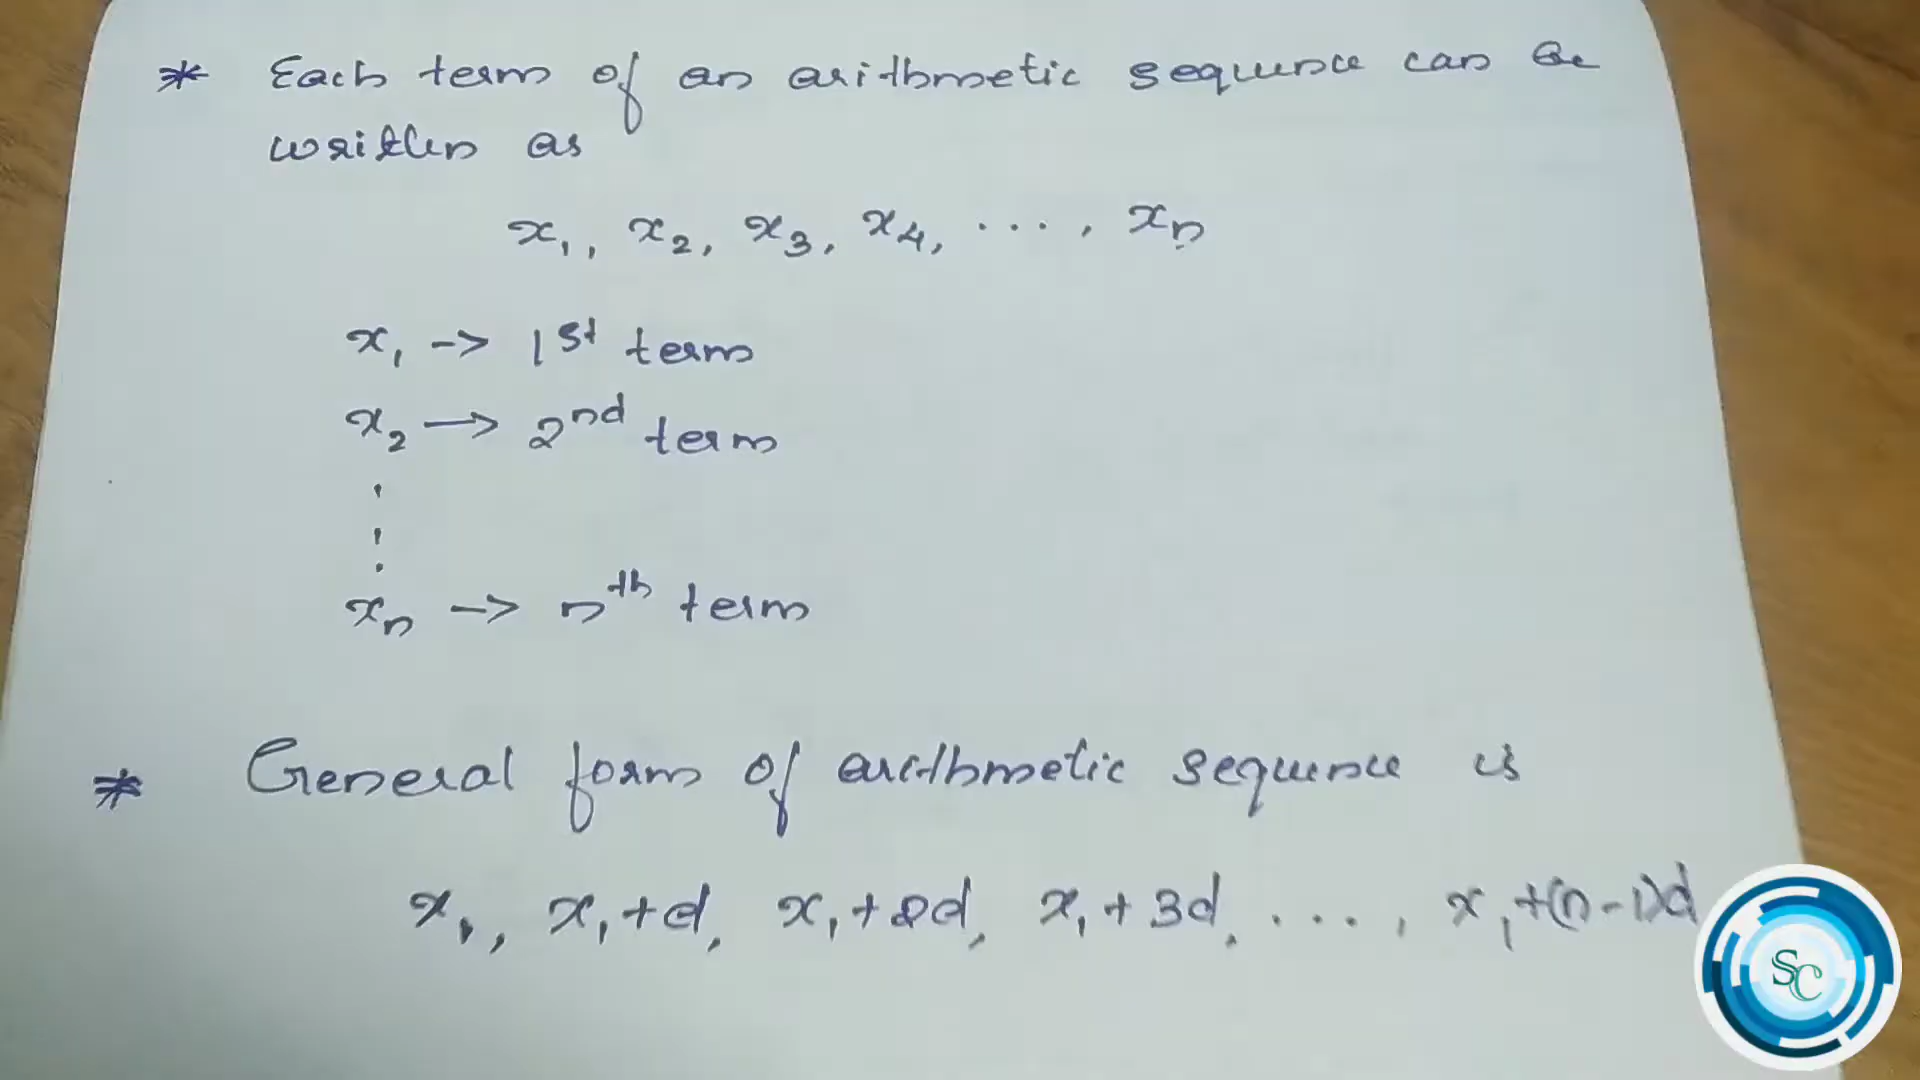 * Each term of an arithmetic sequence can be
written as
x₁, x₂, x₃, x₄, ...., xₙ
x₁ -> 1ˢᵗ term
x₂ -> 2ⁿᵈ term
⋮
xₙ -> nᵗʰ term
* General form of arithmetic sequence is
x₁, x₁+d, x₁+2d, x₁+3d, ...., x₁+(n-1)d
SC